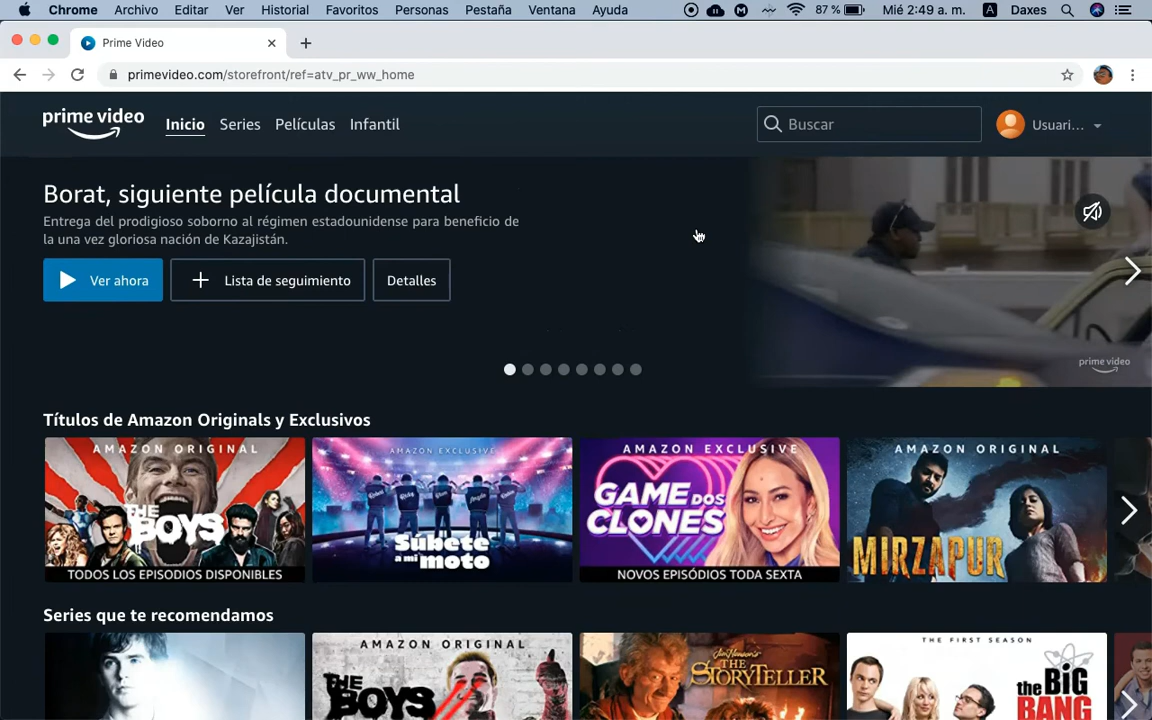 Chrome Archivo Editar Ver Historial Favoritos Personas Pestaña Ventana Ayuda 87 % Mié 2:49 a. m. A Daxes
Prime Video
primevideo.com/storefront/ref=atv_pr_ww_home
prime video Inicio Series Películas Infantil Buscar Usuari...
Borat, siguiente película documental
Entrega del prodigioso soborno al régimen estadounidense para beneficio de
la una vez gloriosa nación de Kazajistán.
Ver ahora Lista de seguimiento Detalles
prime video
Títulos de Amazon Originals y Exclusivos
AMAZON ORIGINAL
THE BOYS
TODOS LOS EPISODIOS DISPONIBLES
AMAZON EXCLUSIVE
Súbete
a mi moto
AMAZON EXCLUSIVE
GAME DOS
CLONES
NOVOS EPISÓDIOS TODA SEXTA
AMAZON ORIGINAL
MIRZAPUR
Series que te recomendamos
AMAZON ORIGINAL
THE BOYS
Jim Henson's
THE STORYTELLER
THE FIRST SEASON
the BIG
BANG